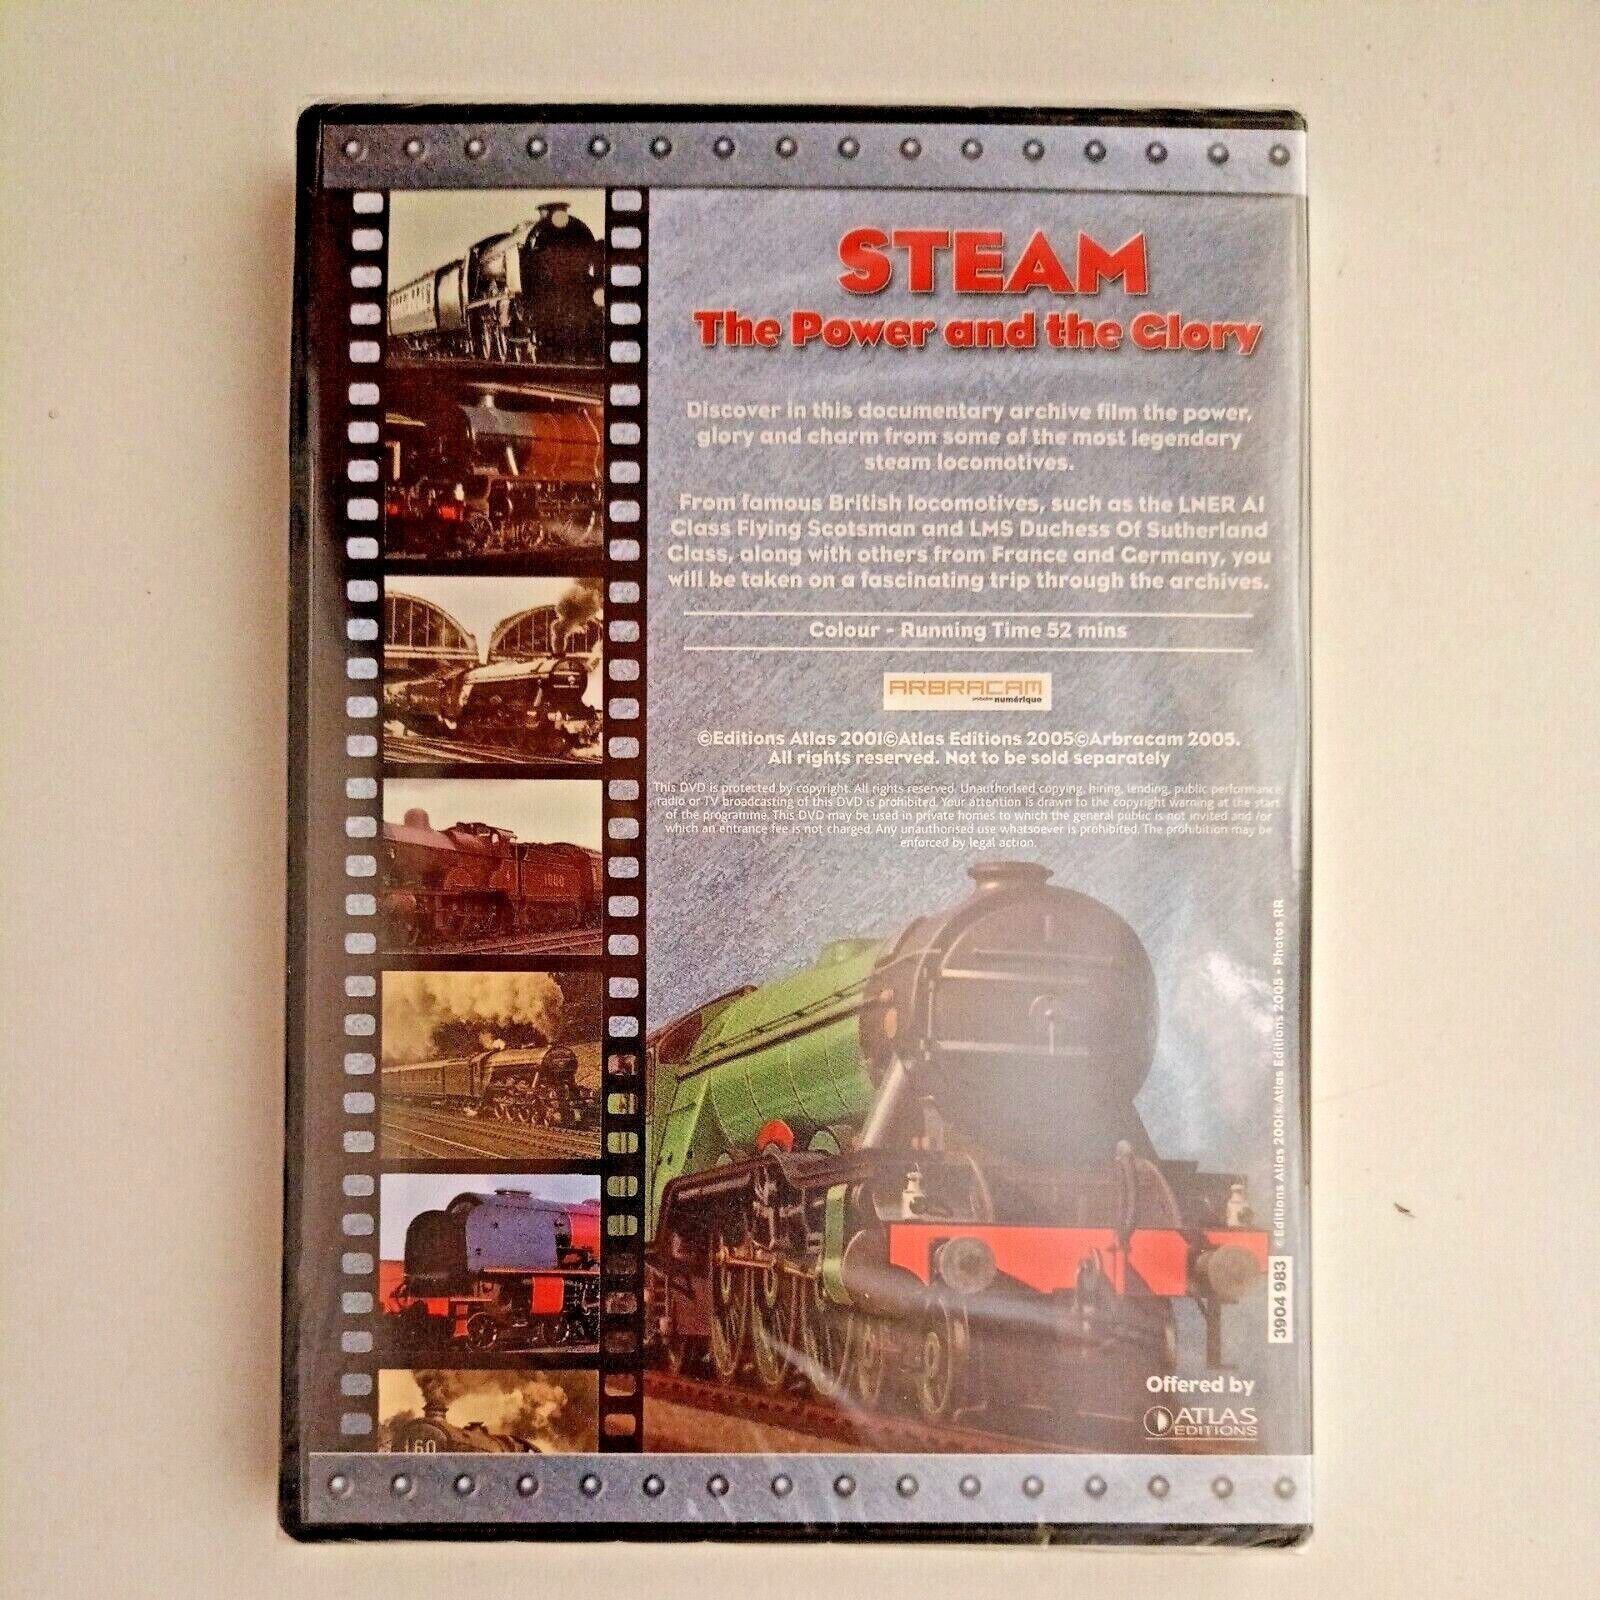 STEAM
The Power and the Glory
Discover in this documentary archive film the power,
glory and charm from some of the most legendary
steam locomotives.
From famous British locomotives, such as the LNER A1
Class Flying Scotsman and LMS Duchess Of Sutherland
Class, along with others from France and Germany, you
will be taken on a fascinating trip through the archives.
Colour - Running Time 52 mins
ARBRACAM
numérique
©Editions Atlas 2001©Atlas Editions 2005©Arbracam 2005.
All rights reserved. Not to be sold separately
This DVD is protected by copyright. All rights reserved. Unauthorised copying, hiring, lending, public performance,
radio or TV broadcasting of this DVD is prohibited. Your attention is drawn to the copyright warning at the start
of the programme. This DVD may be used in private homes to which the general public is not invited and /or
which an entrance fee is not charged. Any unauthorised use whatsoever is prohibited. The prohibition may be
enforced by legal action.
1000
160
© Editions Atlas 2001© Atlas Editions 2005 - Photos RR
3904 983
Offered by
ATLAS
EDITIONS